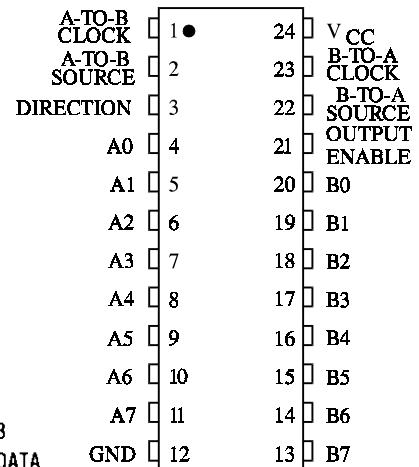 A-TO-B
CLOCK 1 24 VCC
A-TO-B
SOURCE 2 23 B-TO-A
CLOCK
DIRECTION 3 22 B-TO-A
SOURCE
A0 4 21 OUTPUT
ENABLE
A1 5 20 B0
A2 6 19 B1
A3 7 18 B2
A4 8 17 B3
A5 9 16 B4
A6 10 15 B5
A7 11 14 B6
GND 12 13 B7
DATA